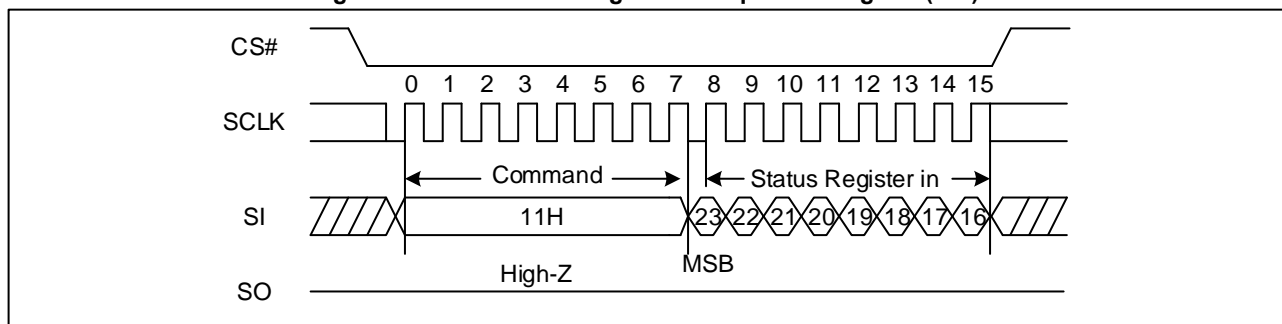 CS#
0 1 2 3 4 5 6 7 8 9 10 11 12 13 14 15
SCLK
Command Status Register in
SI 11H 23 22 21 20 19 18 17 16
MSB
High-Z
SO